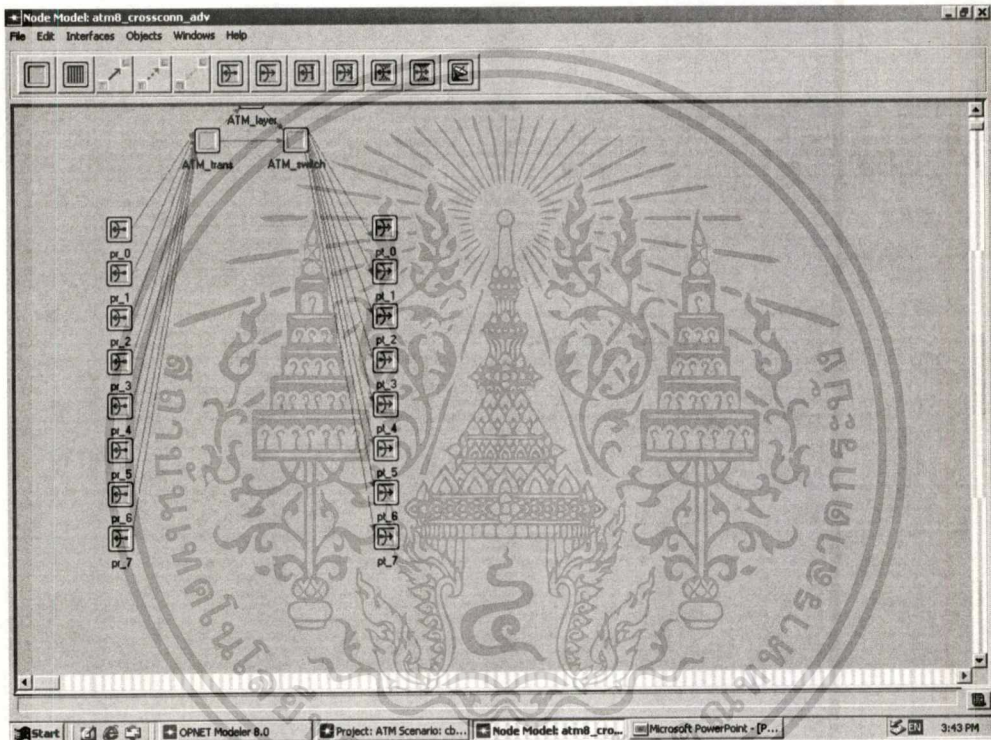 Node Model: atm8_crossconn_adv
File Edit Interfaces Objects Windows Help
ATM_layer
ATM_trans ATM_switch
pr_0 pt_0
pr_1 pt_1
pr_2 pt_2
pr_3 pt_3
pr_4 pt_4
pr_5 pt_5
pr_6 pt_6
pr_7 pt_7
Start OPNET Modeler 8.0 Project: ATM Scenario: cb... Node Model: atm8_cro... Microsoft PowerPoint - [P... 3:43 PM